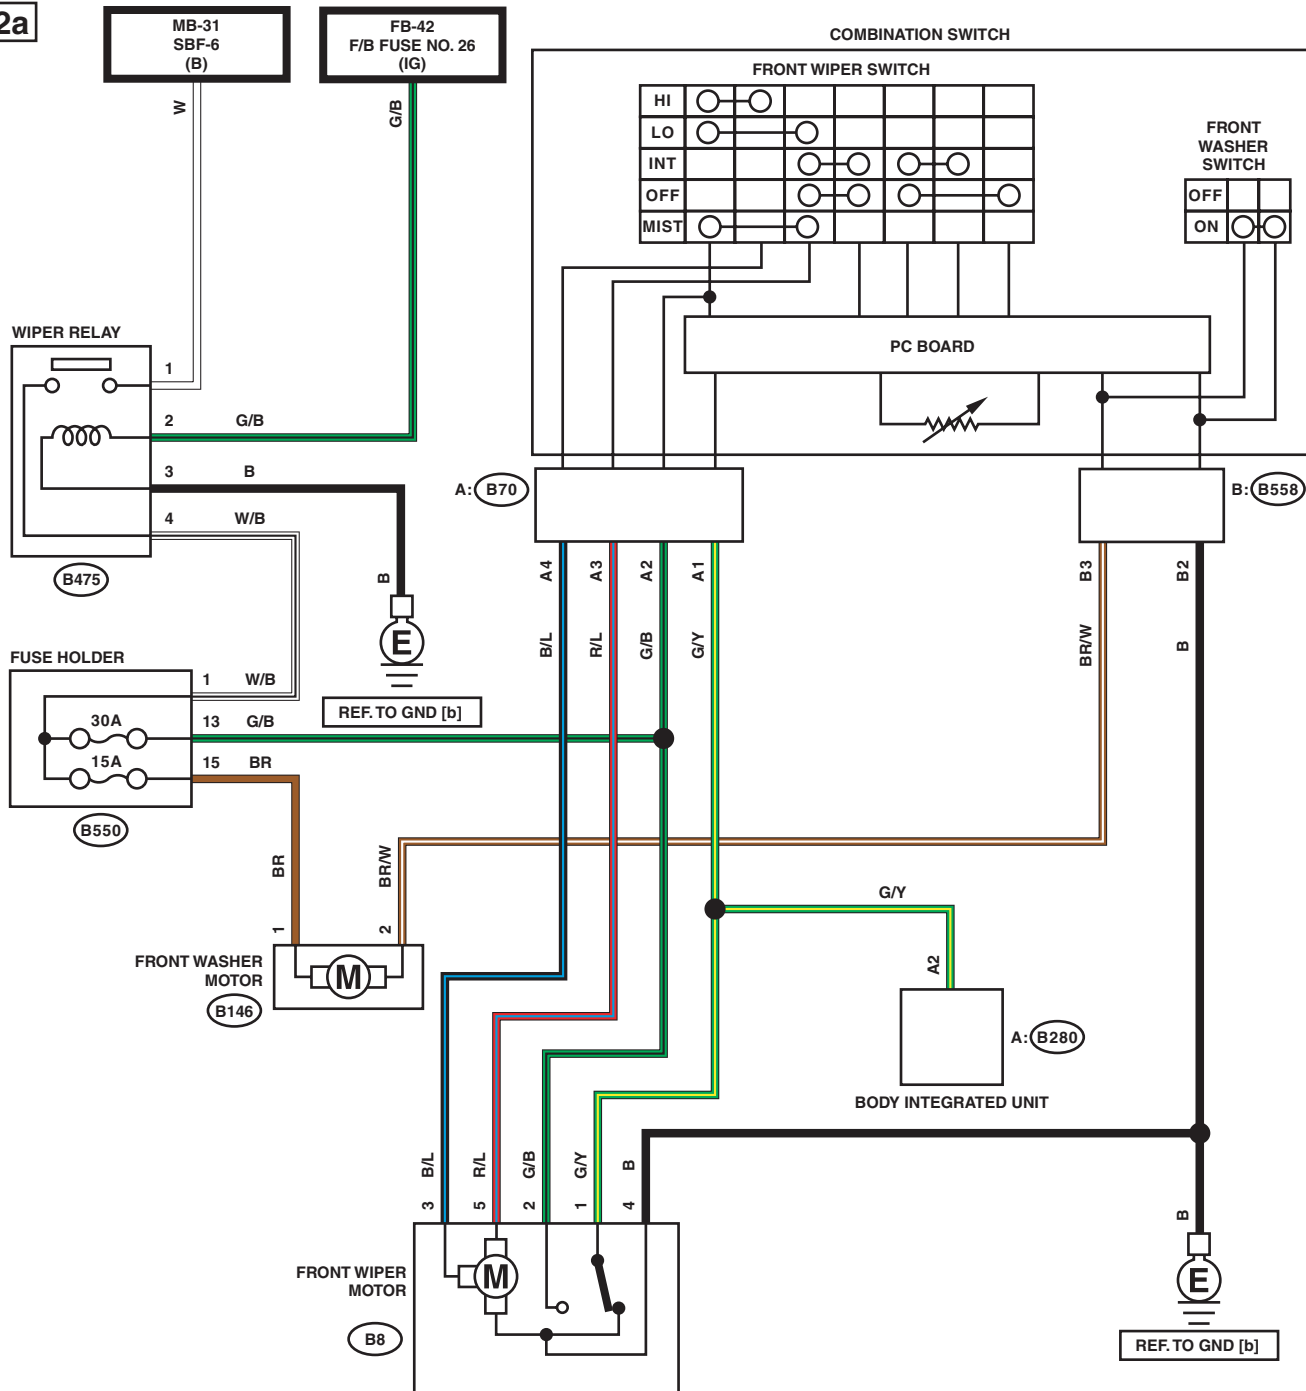 2a
MB-31
SBF-6
(B)
FB-42
F/B FUSE NO. 26
(IG)
W
G/B
COMBINATION SWITCH
FRONT WIPER SWITCH
HI
LO
INT
OFF
MIST
FRONT
WASHER
SWITCH
OFF
ON
PC BOARD
WIPER RELAY
1
2 G/B
3 B
4 W/B
B475
B
E
REF. TO GND [b]
A: B70
B: B558
A4
A3
A2
A1
B3
B2
B/L
R/L
G/B
G/Y
BR/W
B
FUSE HOLDER
1 W/B
30A
13 G/B
15A
15 BR
B550
BR
BR/W
1
2
FRONT WASHER
MOTOR
M
B146
G/Y
A2
A: B280
BODY INTEGRATED UNIT
B/L
R/L
G/B
G/Y
B
3
5
2
1
4
FRONT WIPER
MOTOR
M
B8
B
E
REF. TO GND [b]